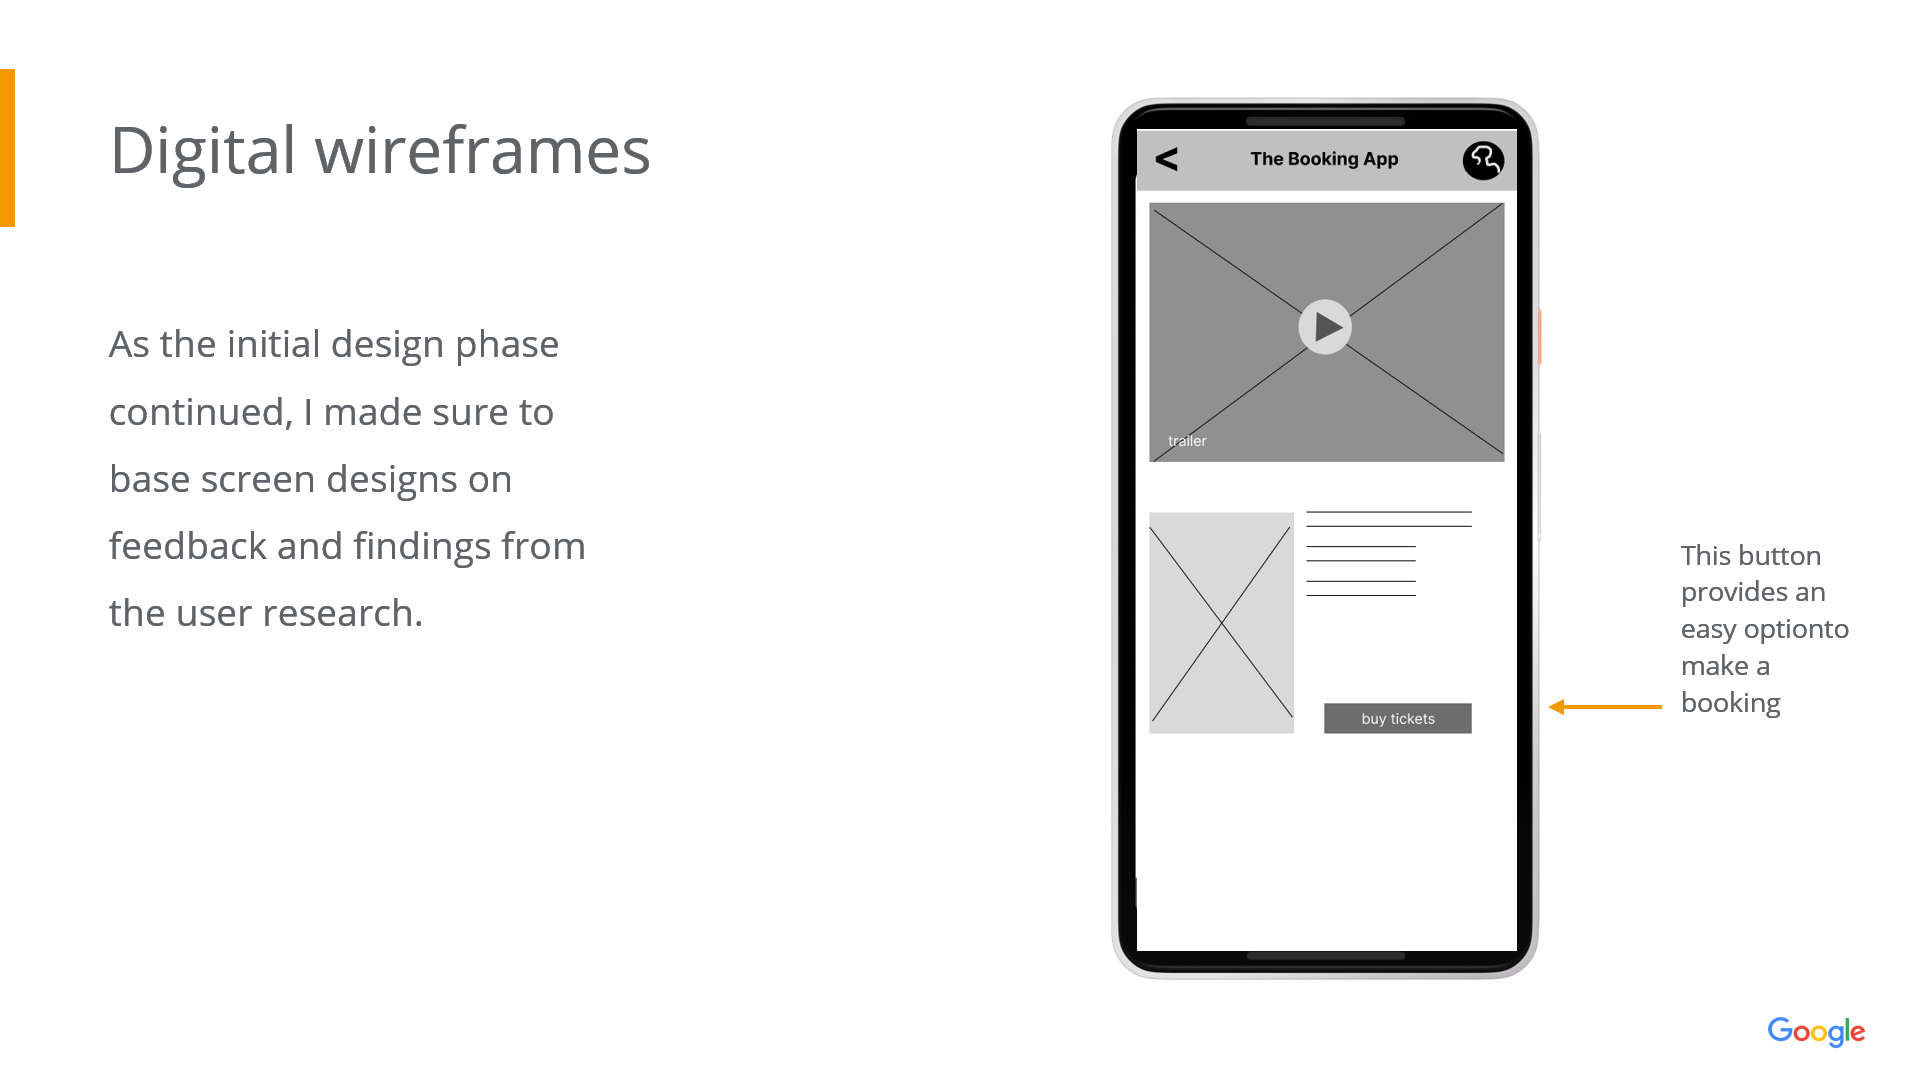 Digital wireframes
As the initial design phase
continued, I made sure to
base screen designs on
feedback and findings from
the user research.
<
The Booking App
trailer
buy tickets
This button
provides an
easy optionto
make a
booking
Google